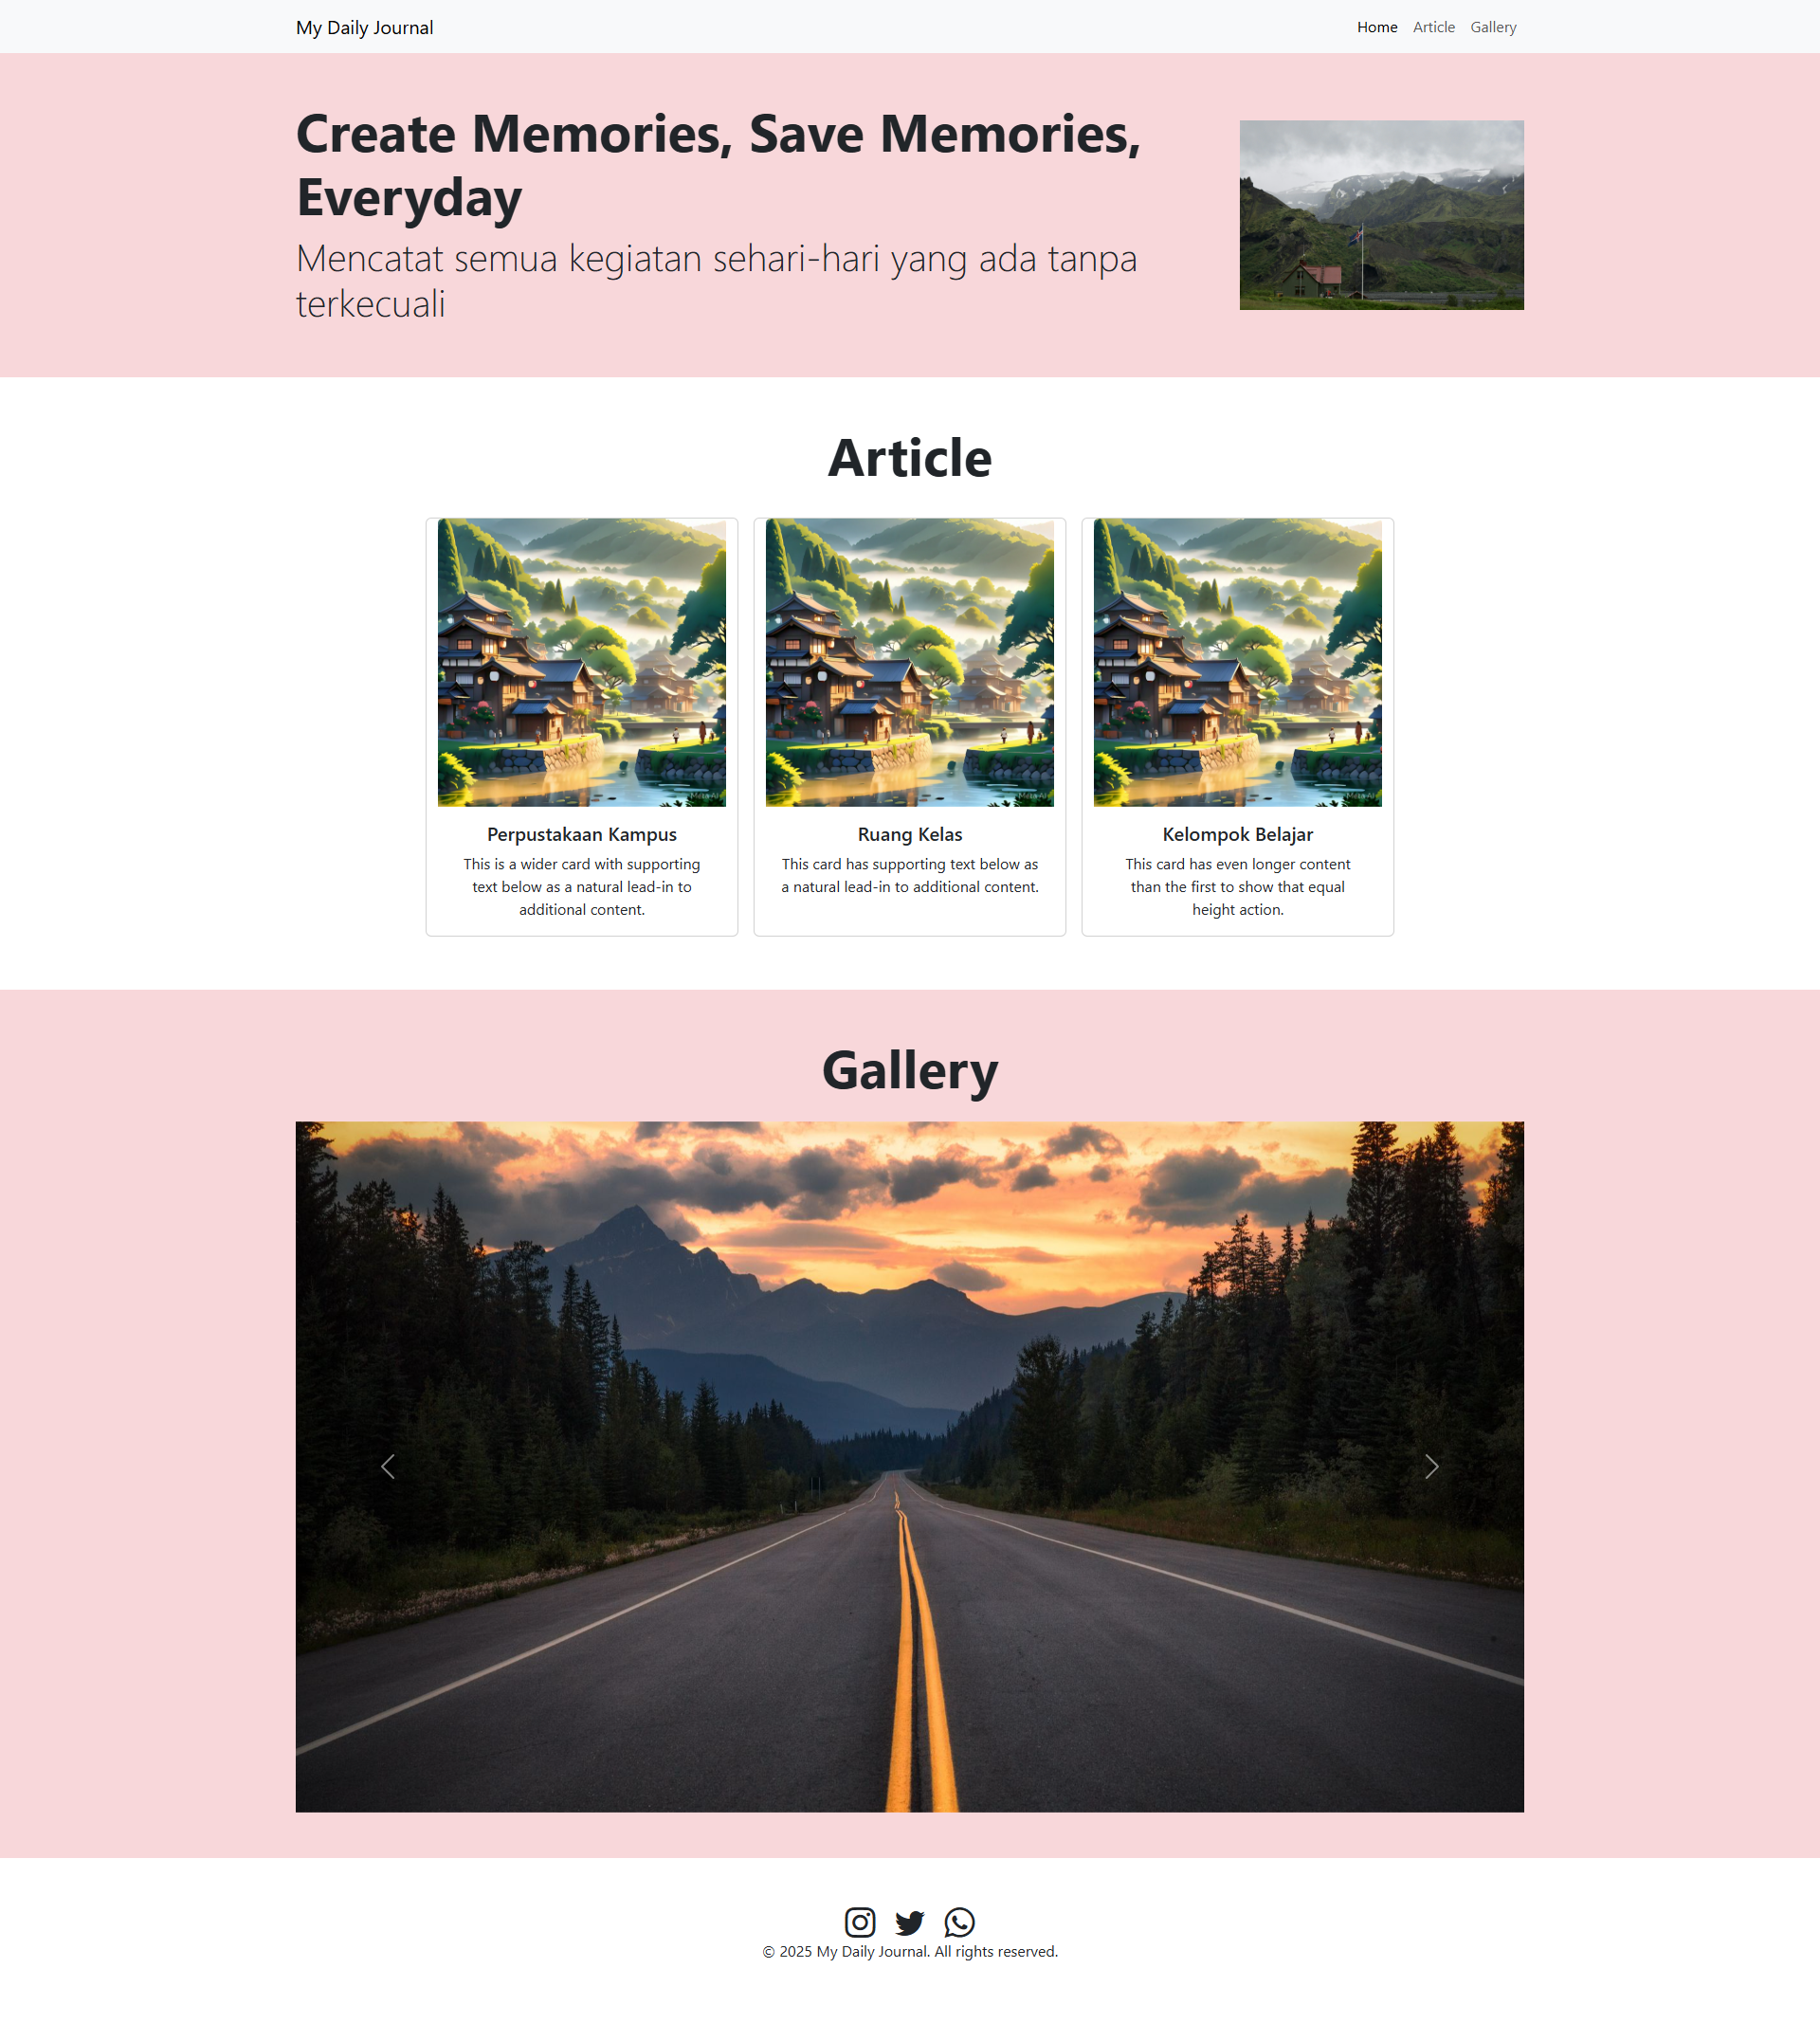 My Daily Journal
Home Article Gallery
Create Memories, Save Memories,
Everyday
Mencatat semua kegiatan sehari-hari yang ada tanpa
terkecuali
Article
Perpustakaan Kampus
This is a wider card with supporting
text below as a natural lead-in to
additional content.
Ruang Kelas
This card has supporting text below as
a natural lead-in to additional content.
Kelompok Belajar
This card has even longer content
than the first to show that equal
height action.
Gallery
© 2025 My Daily Journal. All rights reserved.